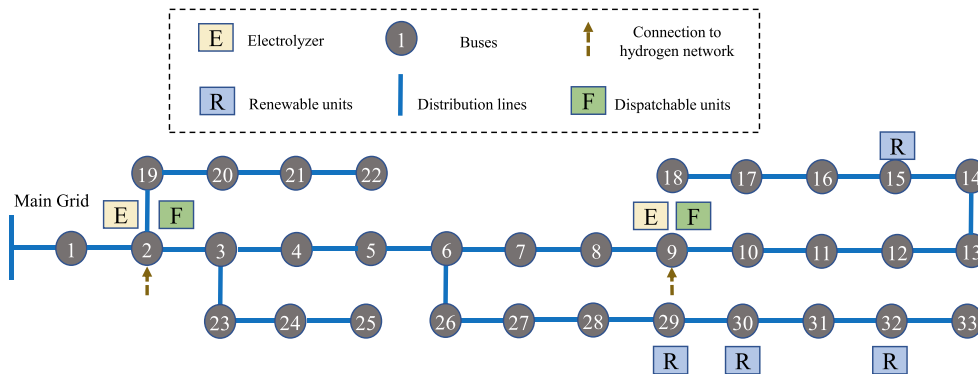 E Electrolyzer 1 Buses Connection to
hydrogen network
R Renewable units Distribution lines F Dispatchable units
R
19 20 21 22 18 17 16 15 14
Main Grid
E F E F
1 2 3 4 5 6 7 8 9 10 11 12 13
23 24 25 26 27 28 29 30 31 32 33
R R R